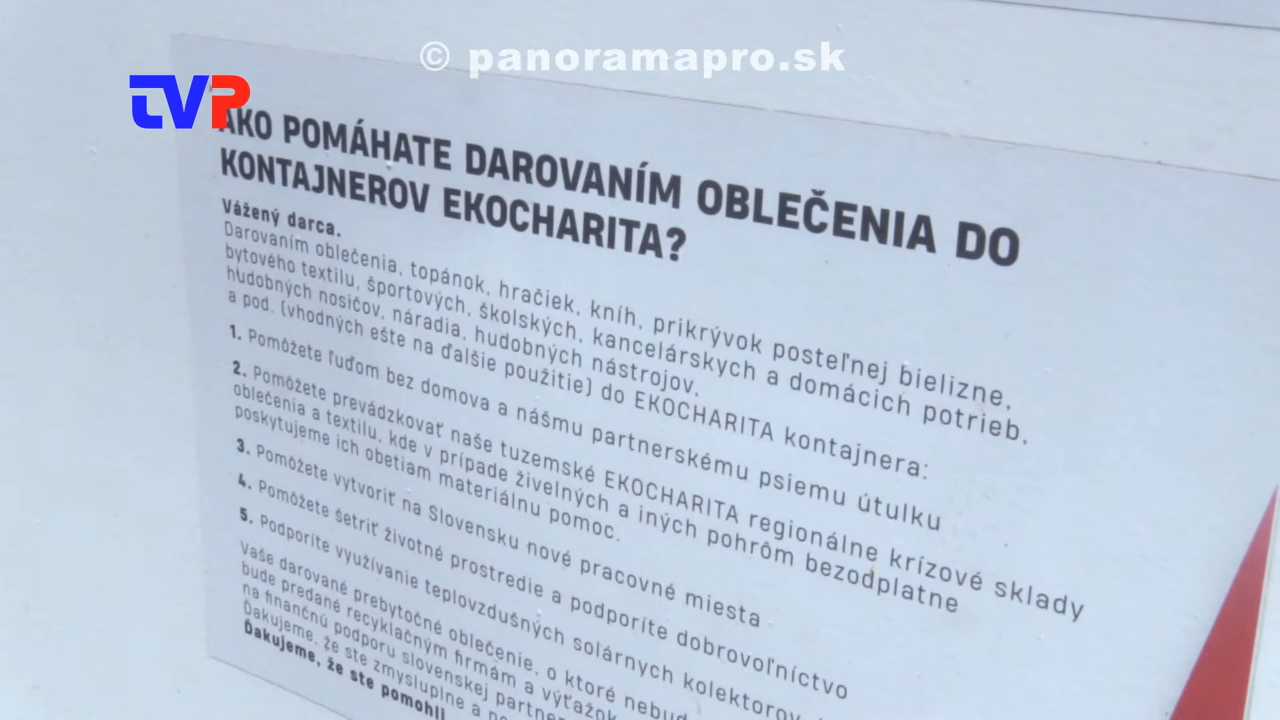 © panoramapro.sk
TVP
AKO POMÁHATE DAROVANÍM OBLEČENIA DO
KONTAJNEROV EKOCHARITA?
Vážený darca.
Darovaním oblečenia, topánok, hračiek, kníh, prikrývok posteľnej bielizne,
bytového textilu, športových, školských, kancelárskych a domácich potrieb,
hudobných nosičov, náradia, hudobných nástrojov,
a pod. (vhodných ešte na ďalšie použitie) do EKOCHARITA kontajnera:
1. Pomôžete ľuďom bez domova a nášmu partnerskému psiemu útulku
2. Pomôžete prevádzkovať naše tuzemské EKOCHARITA regionálne krízové sklady
oblečenia a textilu, kde v prípade živelných a iných pohrôm bezodplatne
poskytujeme ich obetiam materiálnu pomoc.
3. Pomôžete vytvoriť na Slovensku nové pracovné miesta
4. Pomôžete šetriť životné prostredie a podporíte dobrovoľníctvo
5. Podporíte využívanie teplovzdušných solárnych kolektorov
Vaše darované prebytočné oblečenie, o ktoré nebud
bude predané recyklačným firmám a výťažok
na finančnú podporu slovenskej partner
Ďakujeme, že ste zmysluplne a
Ďakujeme, že ste pomohli